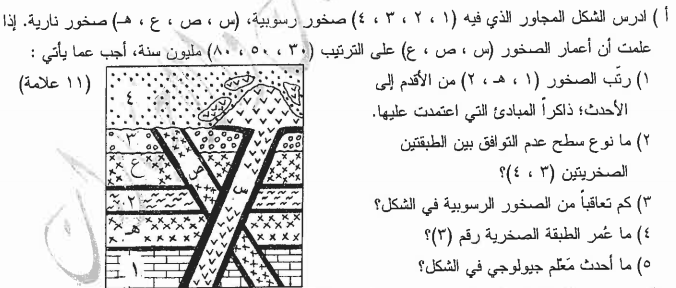 أ ) ادرس الشكل المجاور الذي فيه (١ ، ٢ ، ٣ ، ٤) صخور رسوبية، (س ، ص ، ع ، هـ) صخور نارية. إذا
علمت أن أعمار الصخور (س ، ص ، ع) على الترتيب (٣٠ ، ٥٠ ، ٨٠) مليون سنة، أجب عما يأتي :
١) رتّب الصخور (١ ، هـ ، ٢) من الأقدم إلى
(١١ علامة)
الأحدث؛ ذاكراً المبادئ التي اعتمدت عليها.
٢) ما نوع سطح عدم التوافق بين الطبقتين
الصخريتين (٣ ، ٤)؟
٣) كم تعاقباً من الصخور الرسوبية في الشكل؟
٤) ما عُمر الطبقة الصخرية رقم (٣)؟
٥) ما أحدث مَعْلم جيولوجي في الشكل؟
٤
٣
ع
ص
س
٢
هـ
١